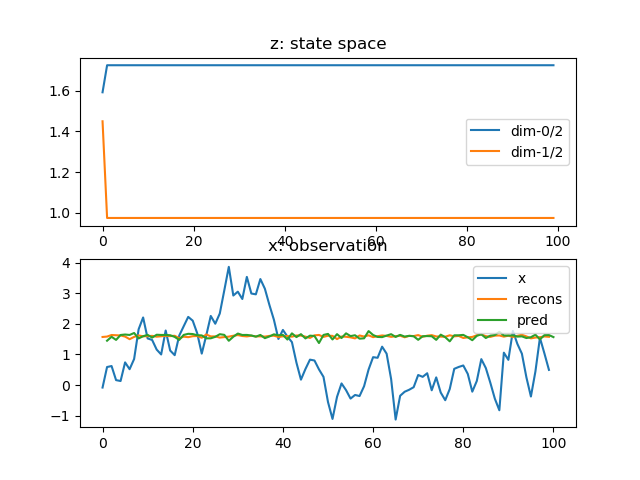 z: state space
1.6
1.4
1.2
1.0
dim-0/2
dim-1/2
0 20 40 60 80 100
x: observation
4
3
2
1
0
−1
x
recons
pred
0 20 40 60 80 100